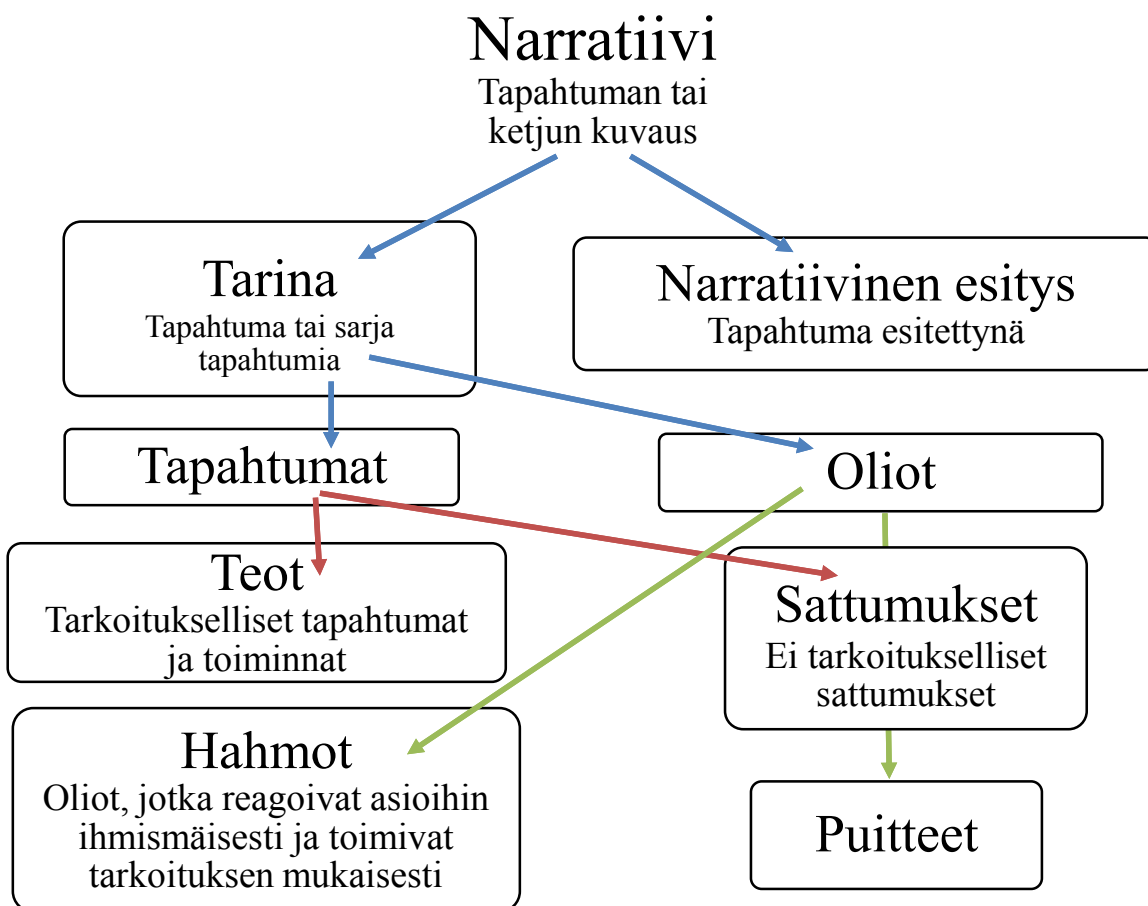 Narratiivi
Tapahtuman tai
ketjun kuvaus
Tarina
Tapahtuma tai sarja
tapahtumia
Narratiivinen esitys
Tapahtuma esitettynä
Tapahtumat
Oliot
Teot
Tarkoitukselliset tapahtumat
ja toiminnat
Sattumukset
Ei tarkoitukselliset
sattumukset
Hahmot
Oliot, jotka reagoivat asioihin
ihmismäisesti ja toimivat
tarkoituksen mukaisesti
Puitteet